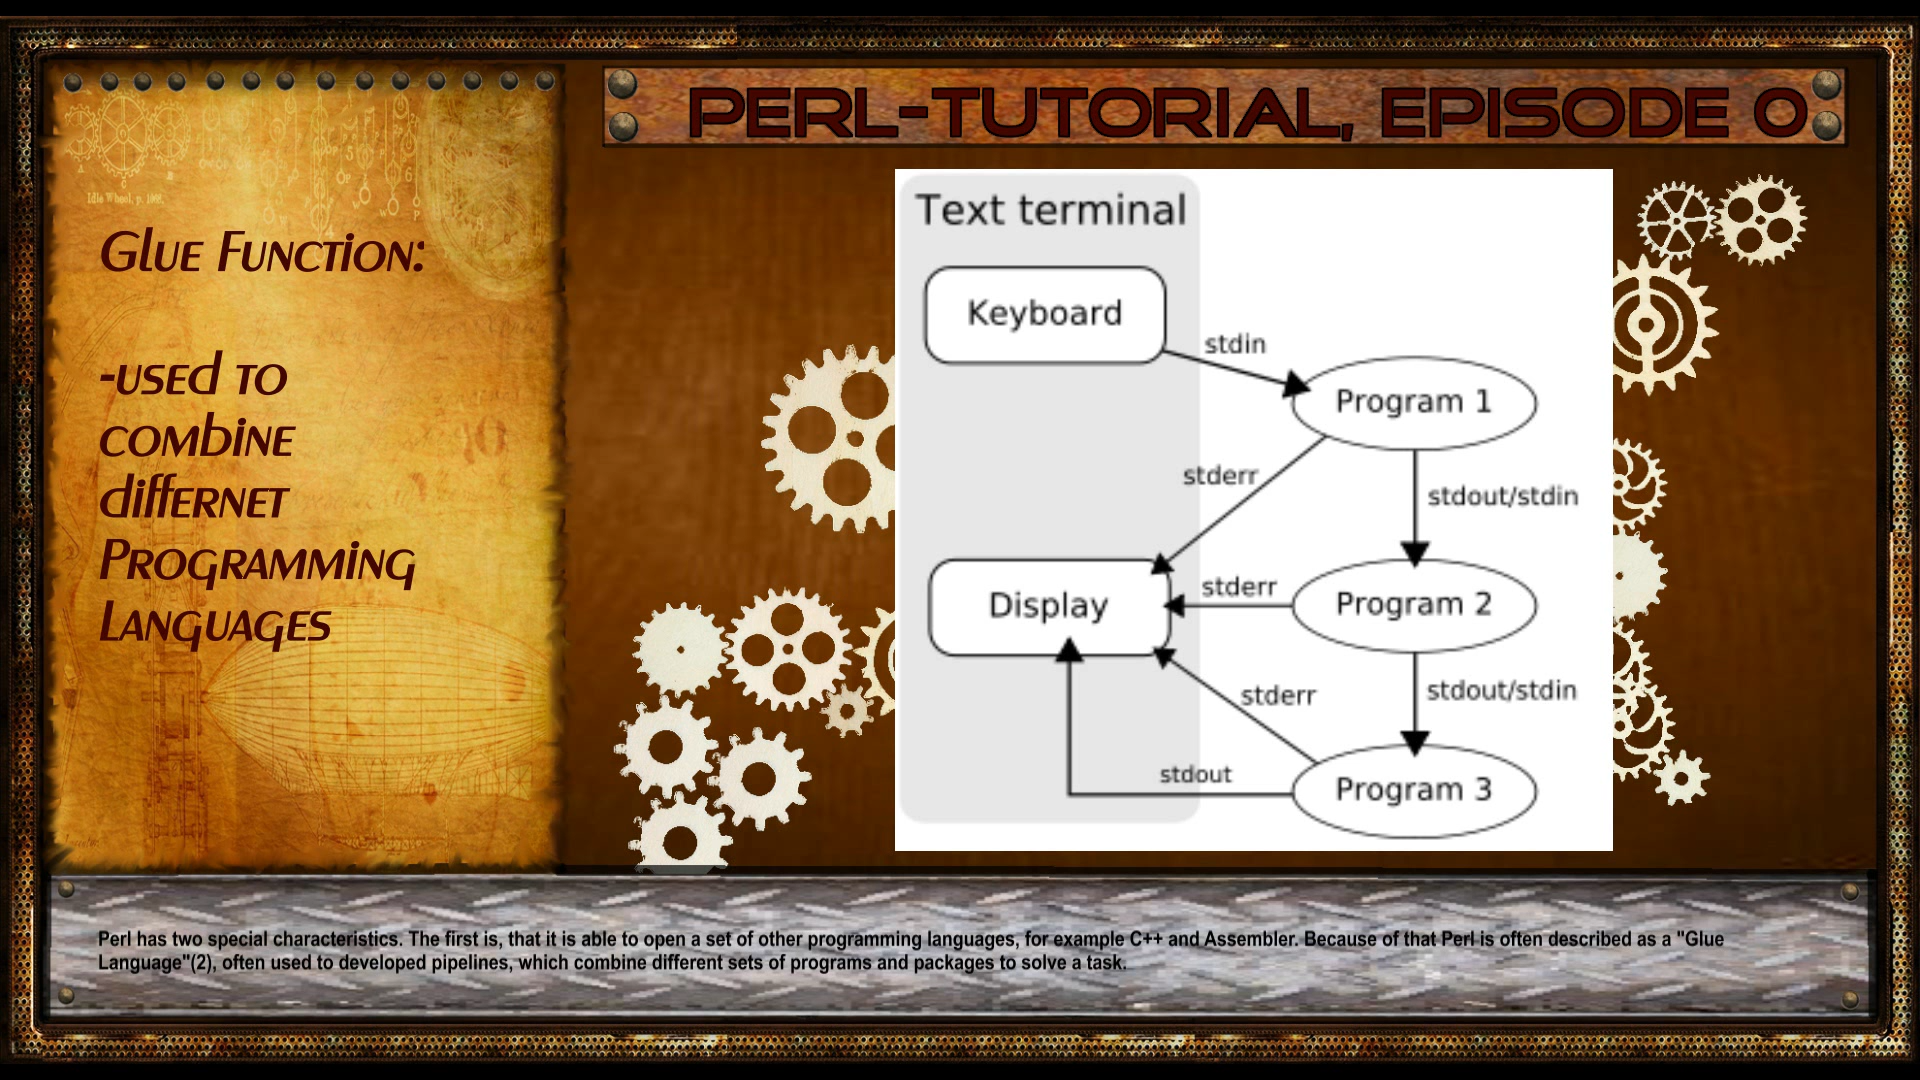 PERL-TUTORIAL, EPISODE 0
Idle Wheel, p. 1905.
Glue Function:
-used to
combine
differnet
Programming
Languages
Text terminal
Keyboard
stdin
Program 1
stderr
stdout/stdin
Display
stderr
Program 2
stderr
stdout/stdin
stdout
Program 3
Perl has two special characteristics. The first is, that it is able to open a set of other programming languages, for example C++ and Assembler. Because of that Perl is often described as a "Glue
Language"(2), often used to developed pipelines, which combine different sets of programs and packages to solve a task.